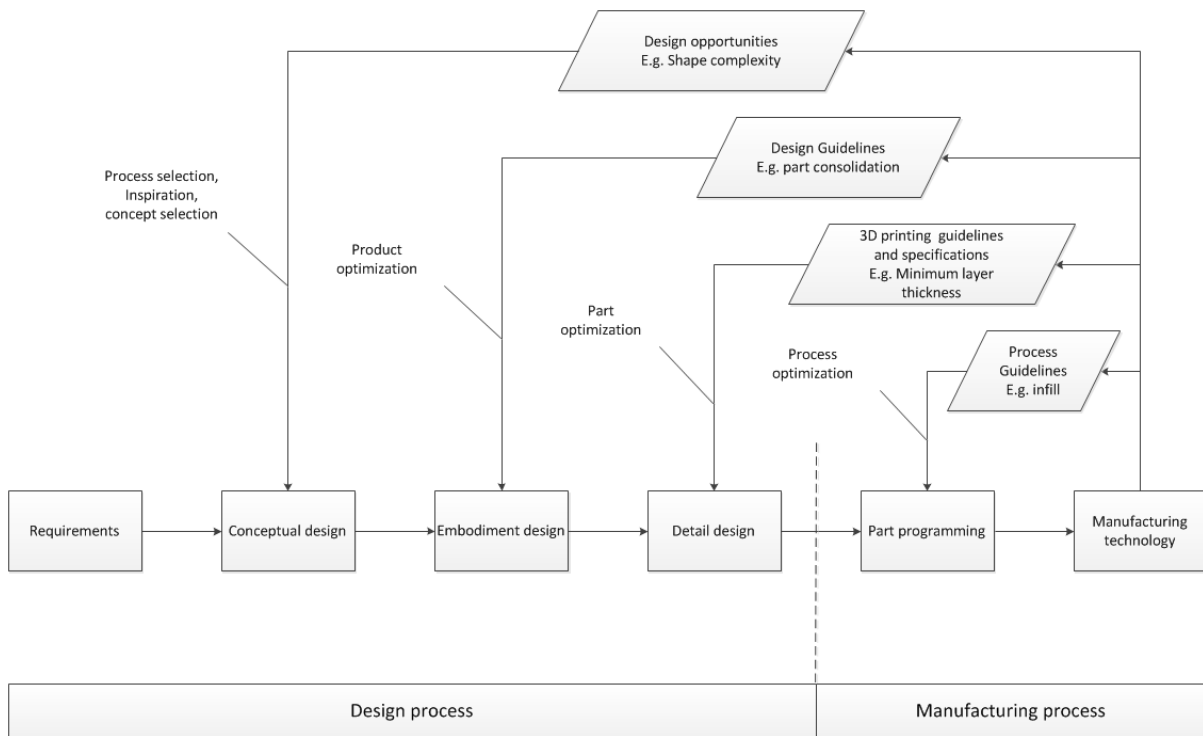 Design opportunities
E.g. Shape complexity
Design Guidelines
E.g. part consolidation
Process selection,
Inspiration,
concept selection
Product
optimization
3D printing  guidelines
and specifications
E.g. Minimum layer
thickness
Part
optimization
Process
optimization
Process
Guidelines
E.g. infill
Requirements
Conceptual design
Embodiment design
Detail design
Part programming
Manufacturing
technology
Design process
Manufacturing process